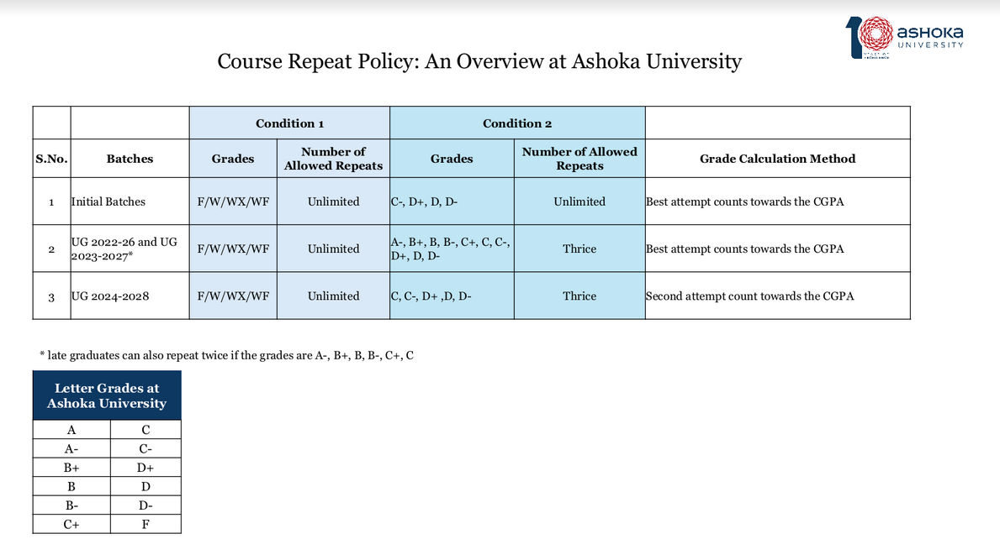 ASHOKA
UNIVERSITY
Course Repeat Policy: An Overview at Ashoka University
Condition 1
Condition 2
S.No.
Batches
Grades
Number of
Allowed Repeats
Grades
Number of Allowed
Repeats
Grade Calculation Method
1
Initial Batches
F/W/WX/WF
Unlimited
C-, D+, D, D-
Unlimited
Best attempt counts towards the CGPA
2
UG 2022-26 and UG
2023-2027*
F/W/WX/WF
Unlimited
A-, B+, B, B-, C+, C, C-,
D+, D, D-
Thrice
Best attempt counts towards the CGPA
3
UG 2024-2028
F/W/WX/WF
Unlimited
C, C-, D+ ,D, D-
Thrice
Second attempt count towards the CGPA
* late graduates can also repeat twice if the grades are A-, B+, B, B-, C+, C
Letter Grades at
Ashoka University
A
C
A-
C-
B+
D+
B
D
B-
D-
C+
F